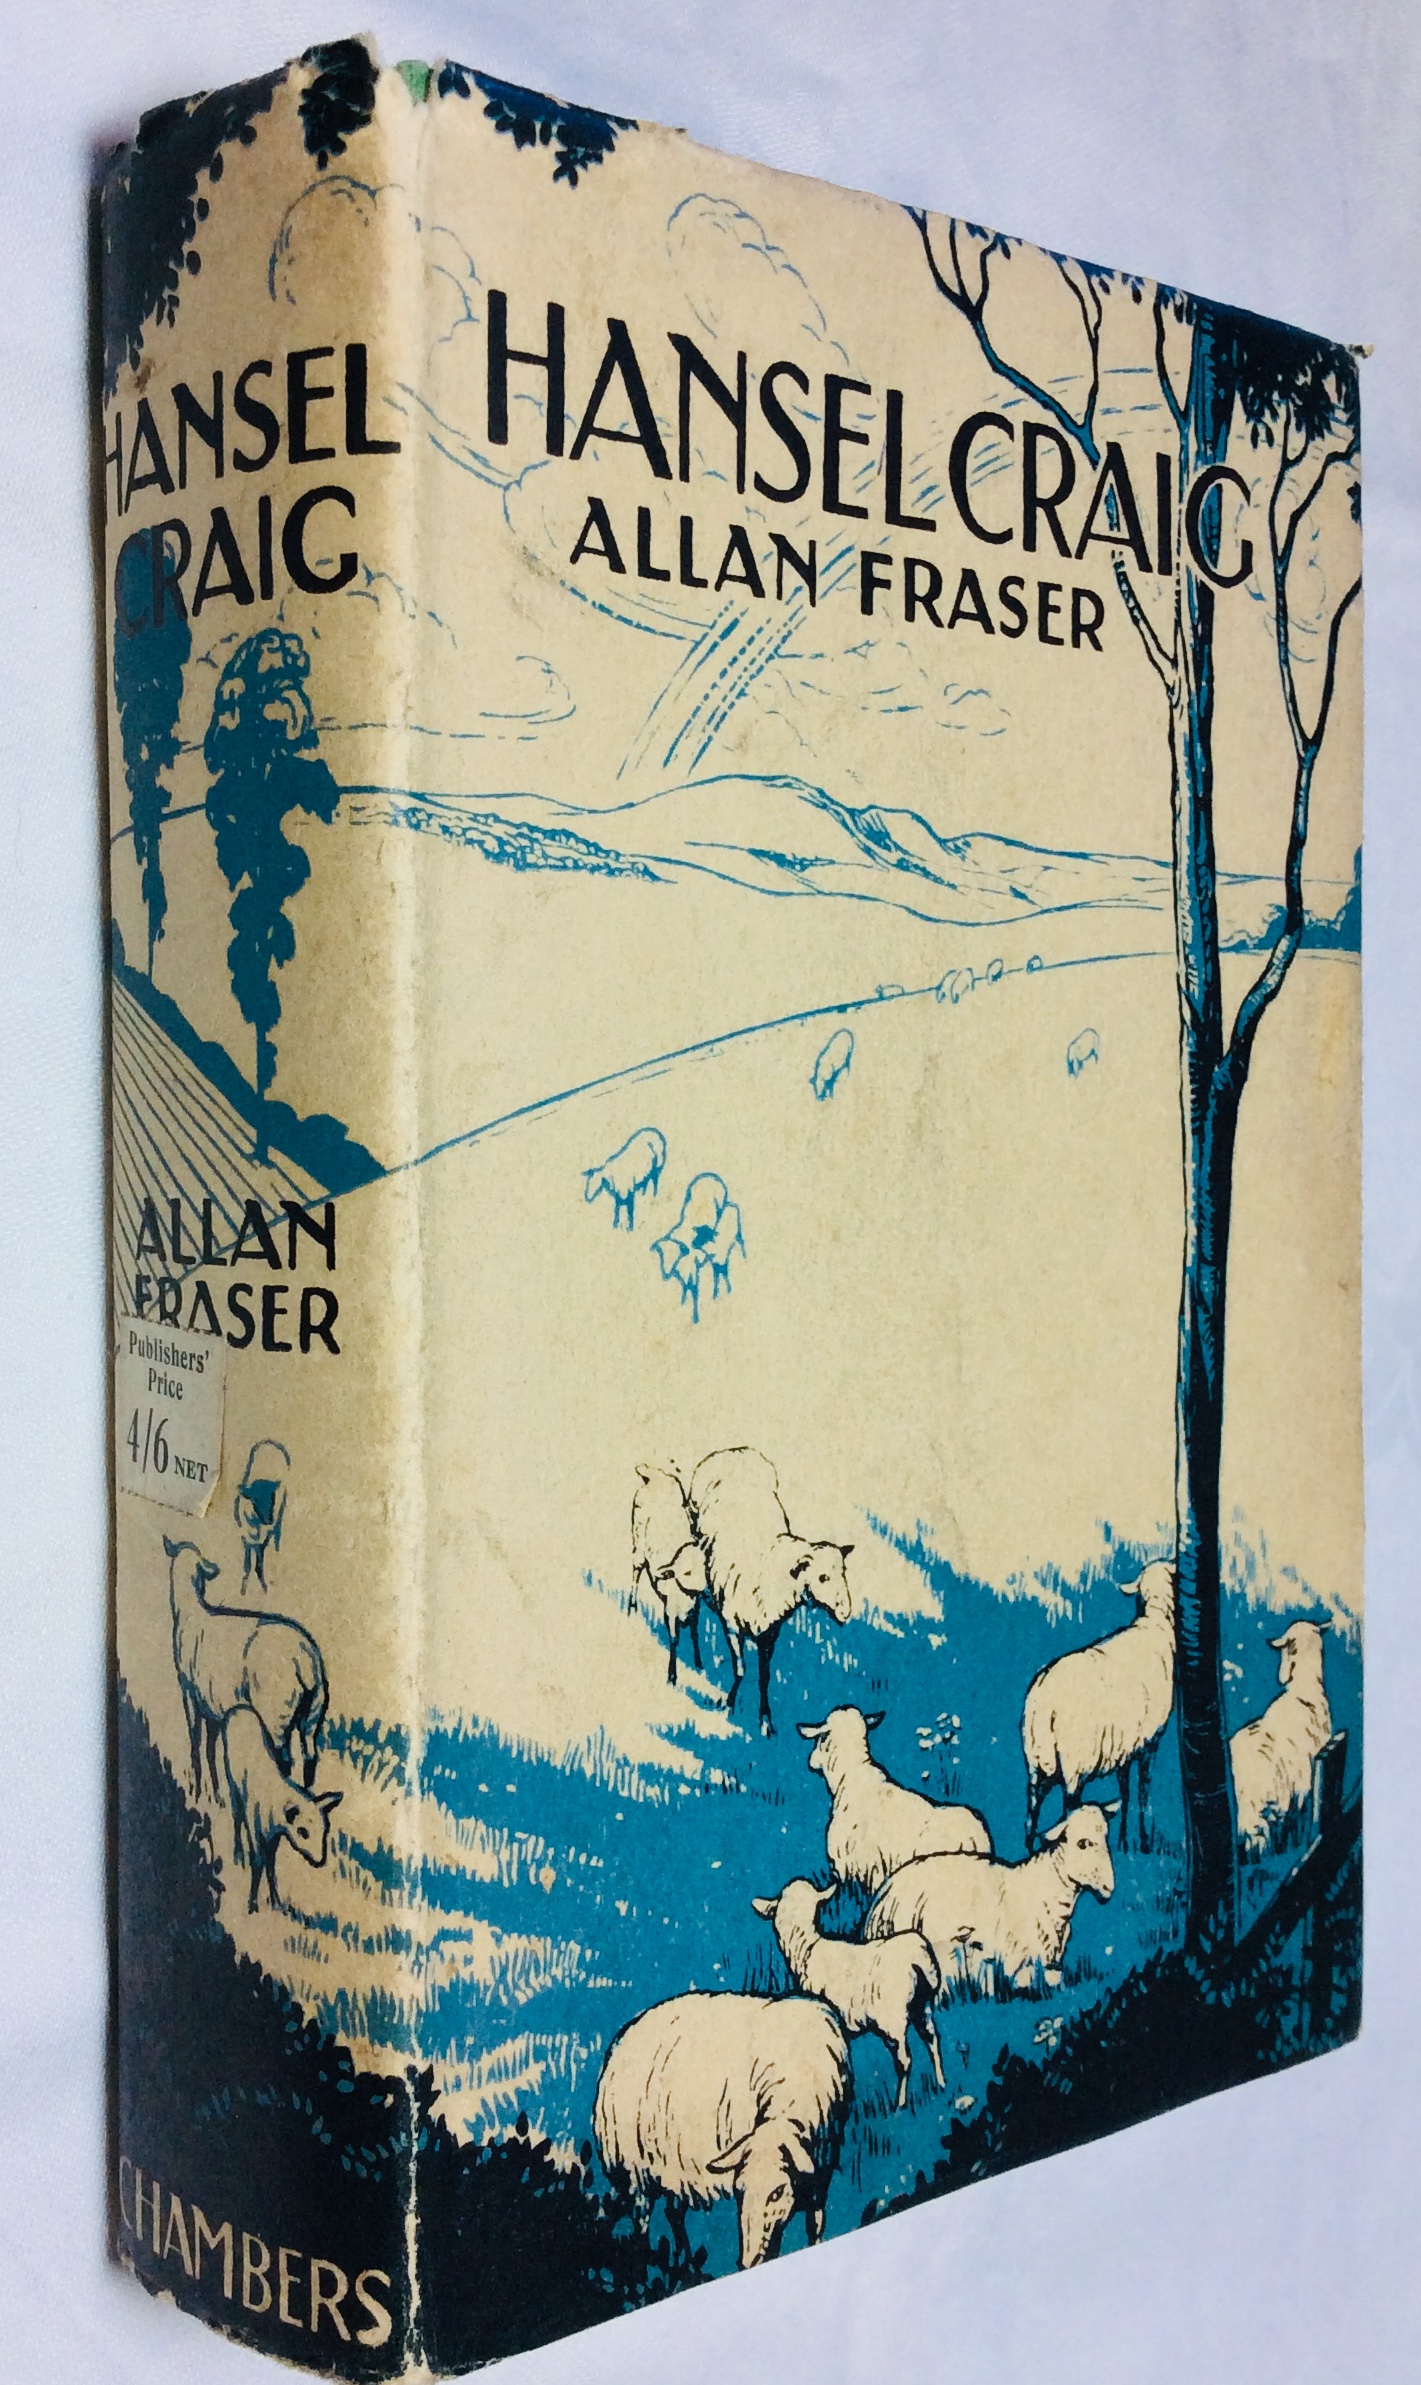 HANSEL
CRAIG
ALLAN
FRASER
Publishers'
Price
4/6 NET
CHAMBERS
HANSEL CRAIG
ALLAN FRASER